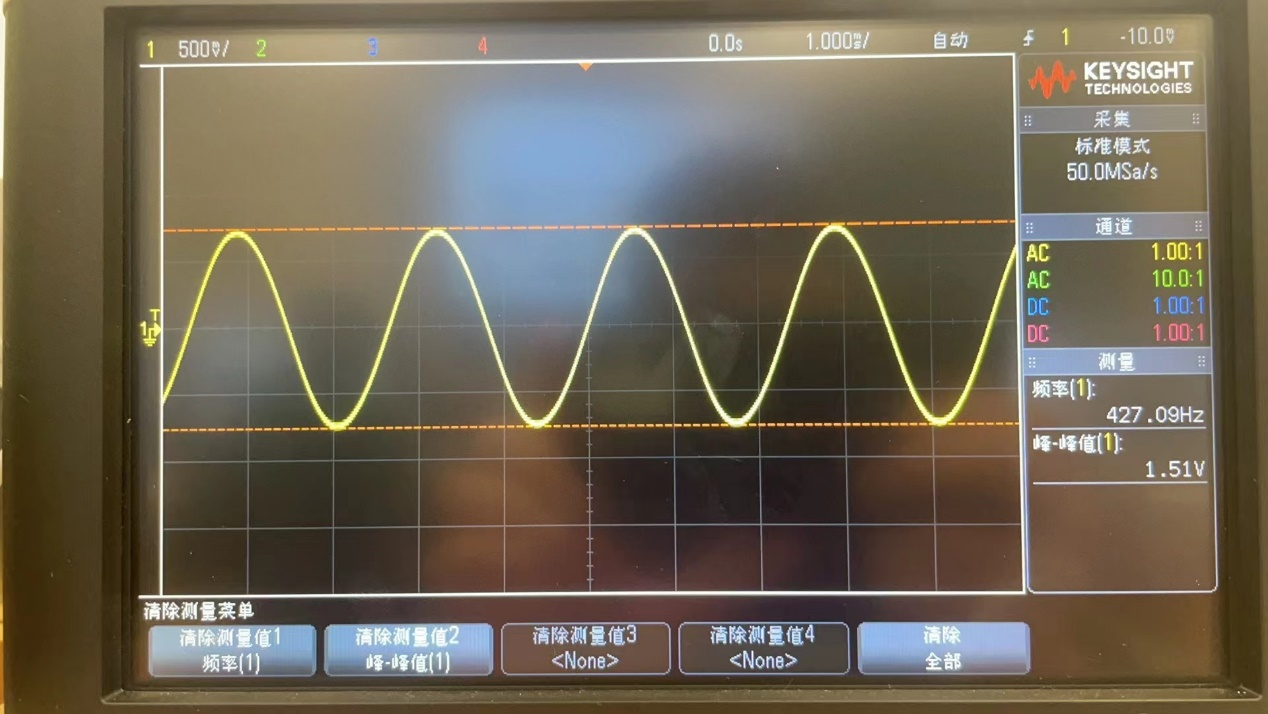 1 500mV/ 2 3 4 0.0s 1.000ms/ 自动 1 -10.0mV
KEYSIGHT
TECHNOLOGIES
采集
标准模式
50.0MSa/s
通道
AC 1.00:1
AC 10.0:1
DC 1.00:1
DC 1.00:1
测量
频率(1):
427.09Hz
峰-峰值(1):
1.51V
T
1
清除测量菜单
清除测量值1
频率(1)
清除测量值2
峰-峰值(1)
清除测量值3
<None>
清除测量值4
<None>
清除
全部